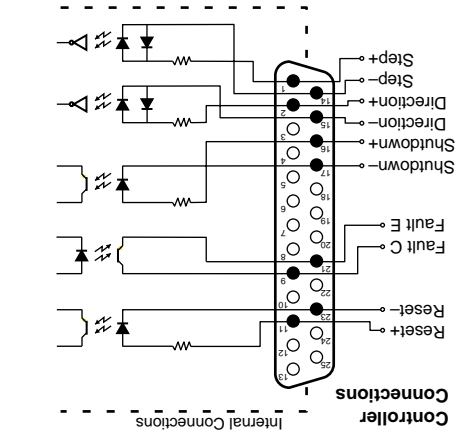 Controller
Connections
Internal Connections
Reset+
Reset–
Fault C
Fault E
Shutdown–
Shutdown+
Direction–
Direction+
Step–
Step+
13
25
12
24
11
23
10
22
9
21
8
20
7
19
6
18
5
17
4
16
3
15
2
14
1